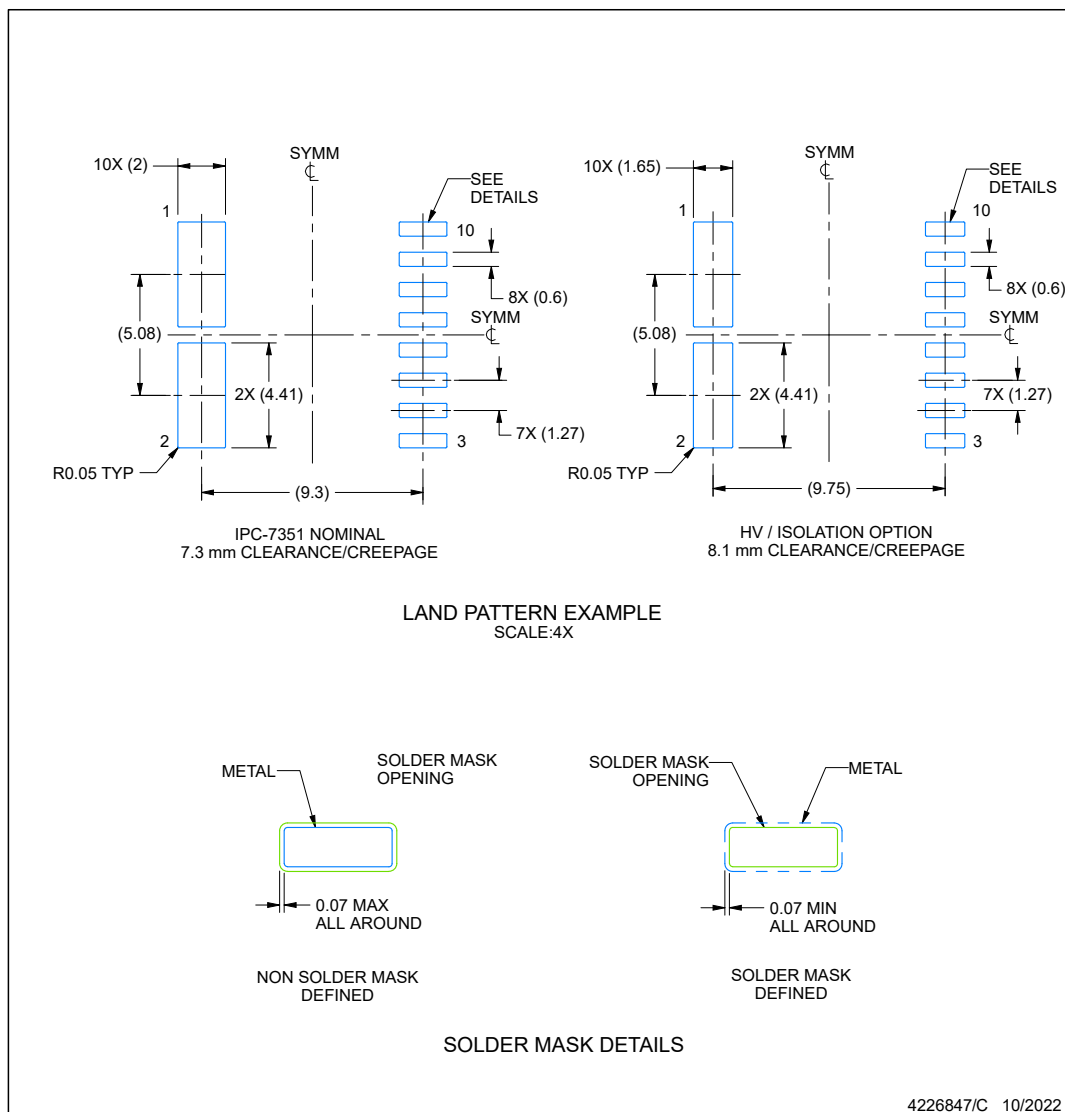 10X (2)
SYMM
℄
SEE
DETAILS
1
10
8X (0.6)
SYMM
℄
(5.08)
2X (4.41)
7X (1.27)
2
3
R0.05 TYP
(9.3)
IPC-7351 NOMINAL
7.3 mm CLEARANCE/CREEPAGE
10X (1.65)
SYMM
℄
SEE
DETAILS
1
10
8X (0.6)
SYMM
℄
(5.08)
2X (4.41)
7X (1.27)
2
3
R0.05 TYP
(9.75)
HV / ISOLATION OPTION
8.1 mm CLEARANCE/CREEPAGE
LAND PATTERN EXAMPLE
SCALE:4X
METAL
SOLDER MASK
OPENING
0.07 MAX
ALL AROUND
NON SOLDER MASK
DEFINED
SOLDER MASK
OPENING
METAL
0.07 MIN
ALL AROUND
SOLDER MASK
DEFINED
SOLDER MASK DETAILS
4226847/C 10/2022